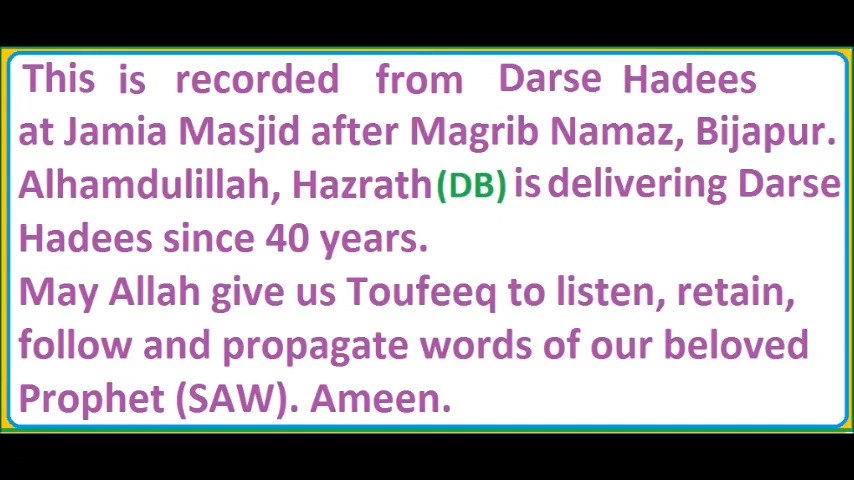 This is recorded from Darse Hadees
at Jamia Masjid after Magrib Namaz, Bijapur.
Alhamdulillah, Hazrath(DB) is delivering Darse
Hadees since 40 years.
May Allah give us Toufeeq to listen, retain,
follow and propagate words of our beloved
Prophet (SAW). Ameen.